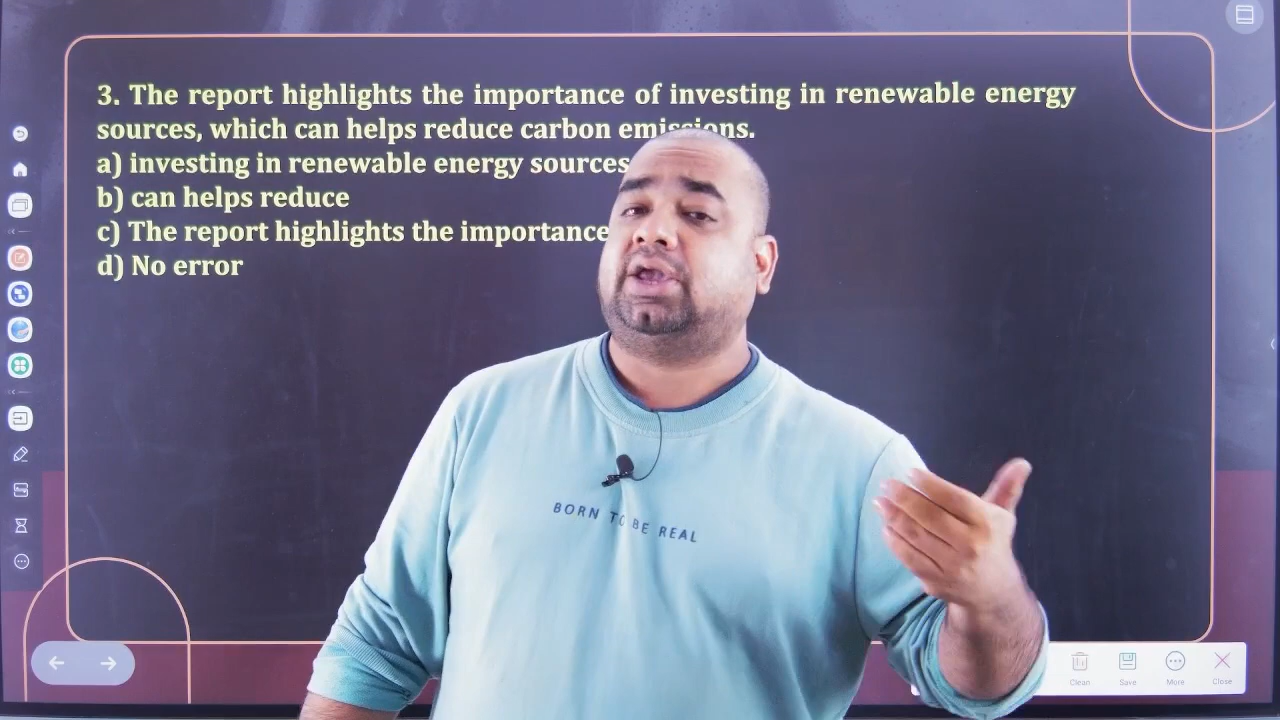 3. The report highlights the importance of investing in renewable energy
sources, which can helps reduce carbon emissions.
a) investing in renewable energy sources
b) can helps reduce
c) The report highlights the importance
d) No error
BORN TO BE REAL
Clean Save More Close